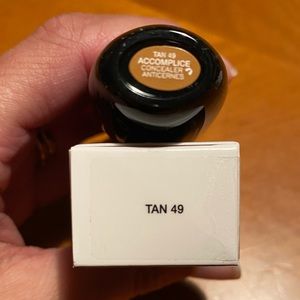 TAN 49
ACCOMPLICE
CONCEALER
ANTICERNES
TAN 49